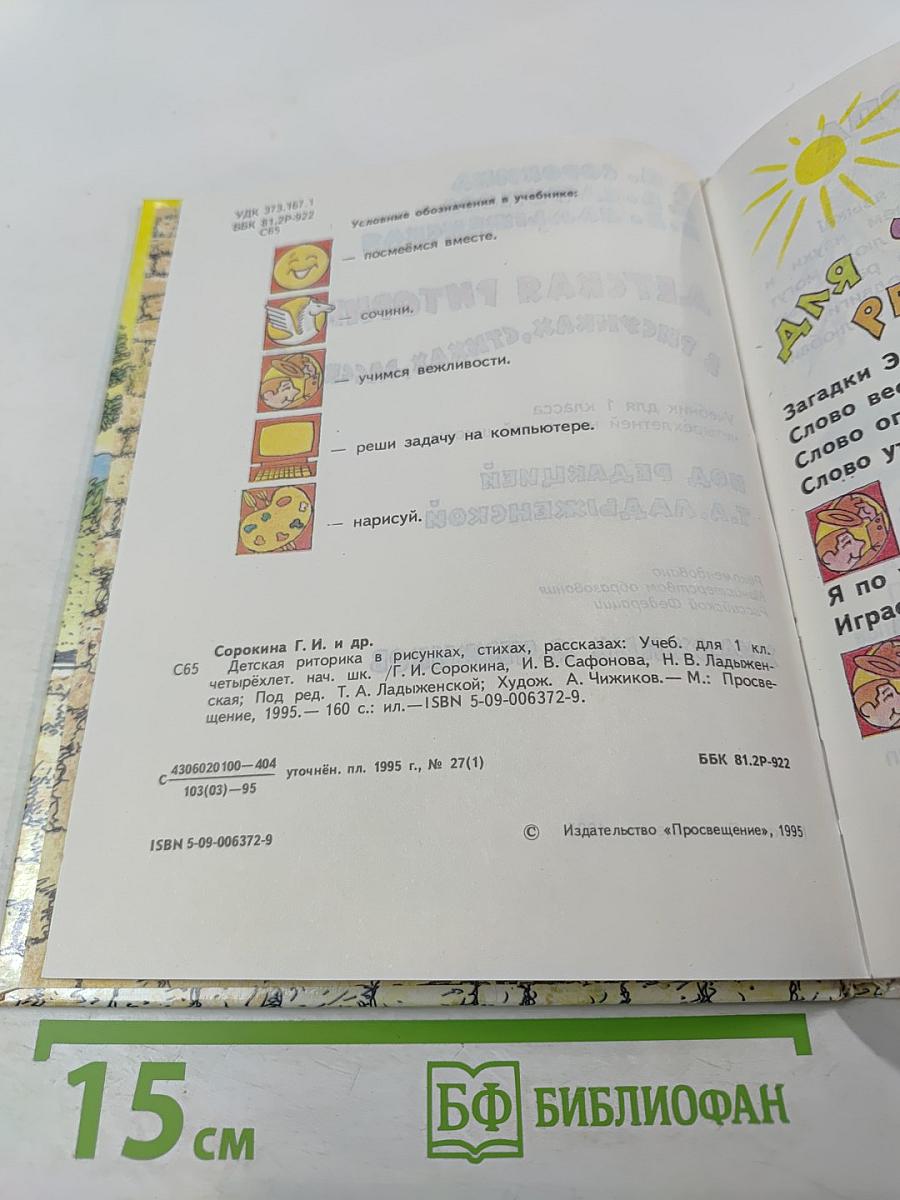 УДК 373.167.1
ББК 81.2Р-922
С65
Условные обозначения в учебнике:
— посмеёмся вместе.
— сочини.
— учимся вежливости.
— реши задачу на компьютере.
— нарисуй.
Сорокина Г. И. и др.
С65 Детская риторика в рисунках, стихах, рассказах: Учеб. для 1 кл.
четырёхлет. нач. шк. /Г. И. Сорокина, И. В. Сафонова, Н. В. Ладыжен-
ская; Под ред. Т. А. Ладыженской; Худож. А. Чижиков.— М.: Просве-
щение, 1995.— 160 с.: ил.—ISBN 5-09-006372-9.
С 4306020100—404
103(03)—95
уточнён. пл. 1995 г., № 27(1)
ББК 81.2Р-922
ISBN 5-09-006372-9
© Издательство «Просвещение», 1995
ДЛЯ
Загадки
Слово
Слово
Слово
Я по
15 см
БФ БИБЛИОФАН